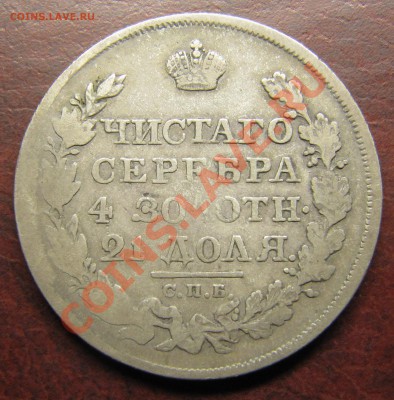 COINS.LAVE.RU
ЧИСТАГО
СЕРЕБРА
4 ЗОЛОТН·
21 ДОЛЯ.
С.П.Б.
COINS.LAVE.RU